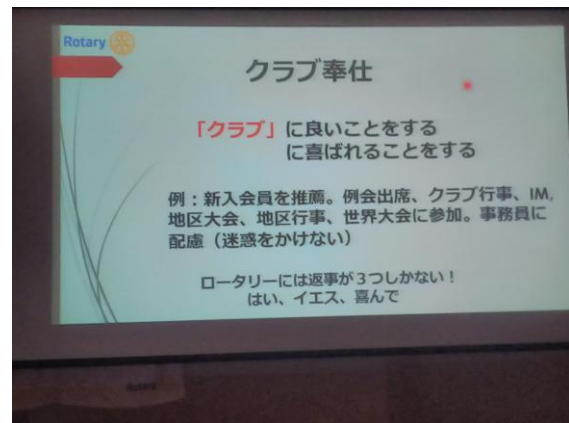 Rotary
クラブ奉仕
「クラブ」に良いことをする
に喜ばれることをする
例：新入会員を推薦。例会出席、クラブ行事、IM,
地区大会、地区行事、世界大会に参加。事務員に
配慮（迷惑をかけない）
ロータリーには返事が３つしかない！
はい、イエス、喜んで